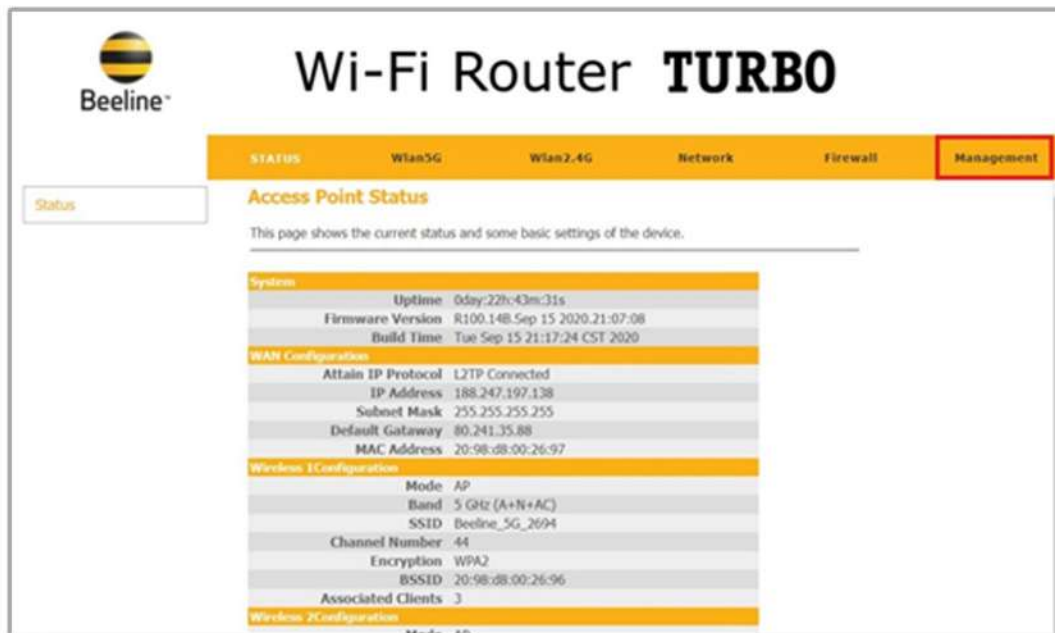 Beeline
Wi-Fi Router TURBO
STATUS Wlan5G Wlan2.4G Network Firewall Management
Status
Access Point Status
This page shows the current status and some basic settings of the device.
System
Uptime 0day:22h:43m:31s
Firmware Version R100.14B.Sep 15 2020.21:07:08
Build Time Tue Sep 15 21:17:24 CST 2020
WAN Configuration
Attain IP Protocol L2TP Connected
IP Address 188.247.197.138
Subnet Mask 255.255.255.255
Default Gataway 80.241.35.88
MAC Address 20:98:d8:00:26:97
Wireless 1Configuration
Mode AP
Band 5 GHz (A+N+AC)
SSID Beeline_5G_2694
Channel Number 44
Encryption WPA2
BSSID 20:98:d8:00:26:96
Associated Clients 3
Wireless 2Configuration
Mode AP